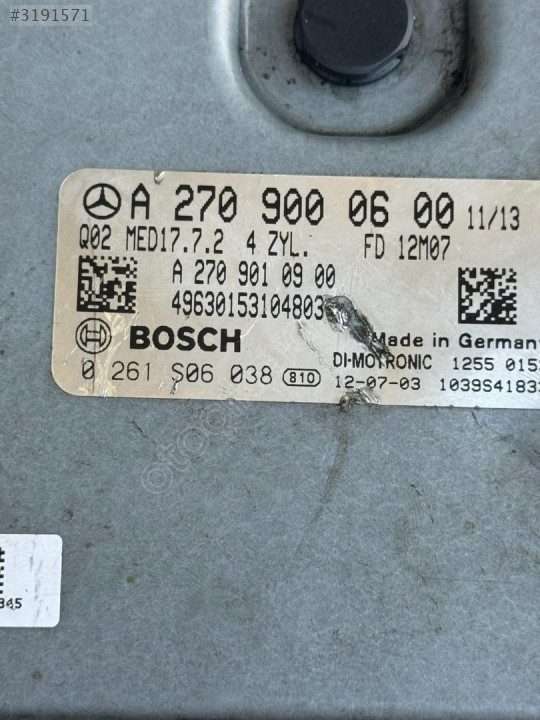 #3191571
A 270 900 06 00 11/13
Q02 MED17.7.2 4 ZYL. FD 12M07
A 270 901 09 00
49630153104803
BOSCH
Made in Germany
DI-MOTRONIC 1255 015
0 261 S06 038 810 12-07-03 1039S4183
345